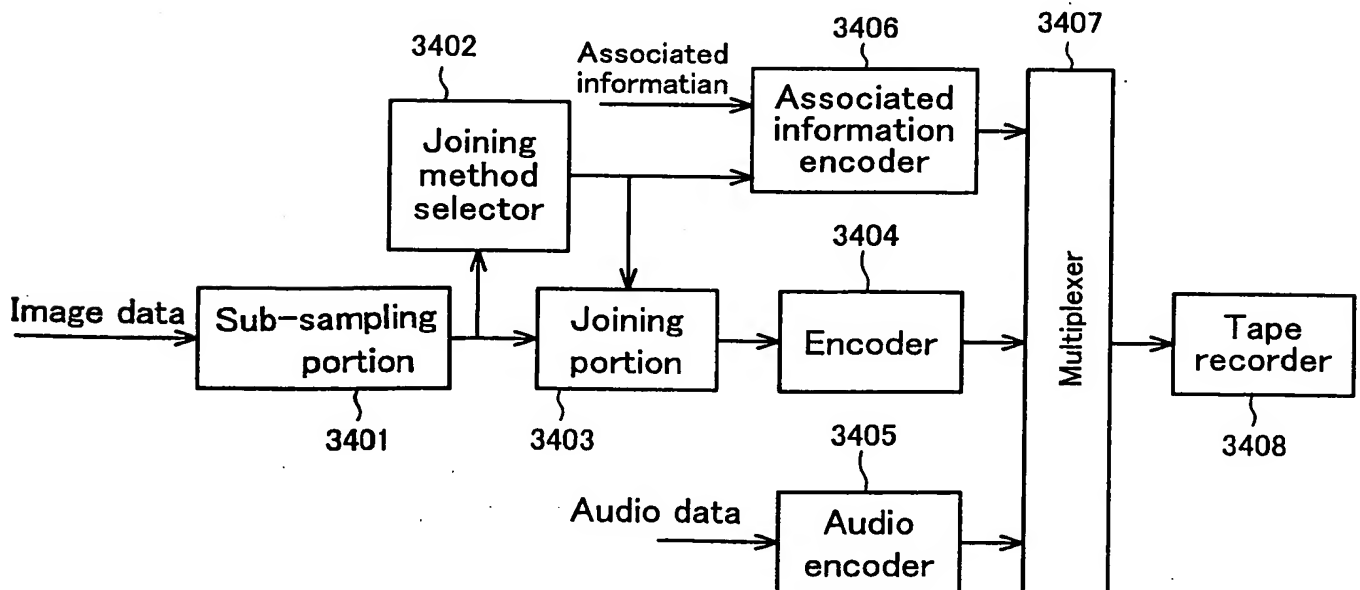 3402
Associated
informatian
3406
3407
Joining
method
selector
Associated
information
encoder
Image data
Sub-sampling
portion
3401
Joining
portion
3403
3404
Encoder
Multiplexer
Tape
recorder
3408
3405
Audio data
Audio
encoder